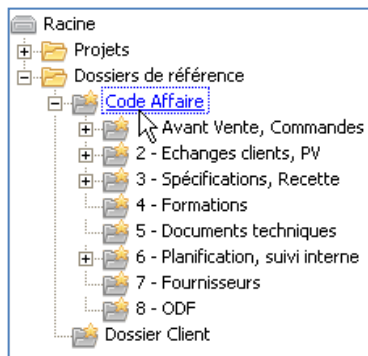 Racine
Projets
Dossiers de référence
Code Affaire
Avant Vente, Commandes
2 - Echanges clients, PV
3 - Spécifications, Recette
4 - Formations
5 - Documents techniques
6 - Planification, suivi interne
7 - Fournisseurs
8 - ODF
Dossier Client